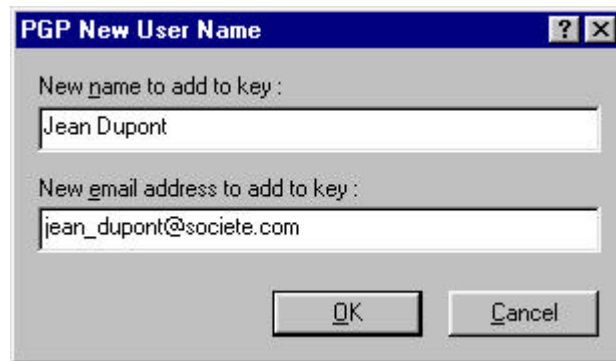 PGP New User Name
New name to add to key :
Jean Dupont
New email address to add to key :
jean_dupont@societe.com
OK Cancel